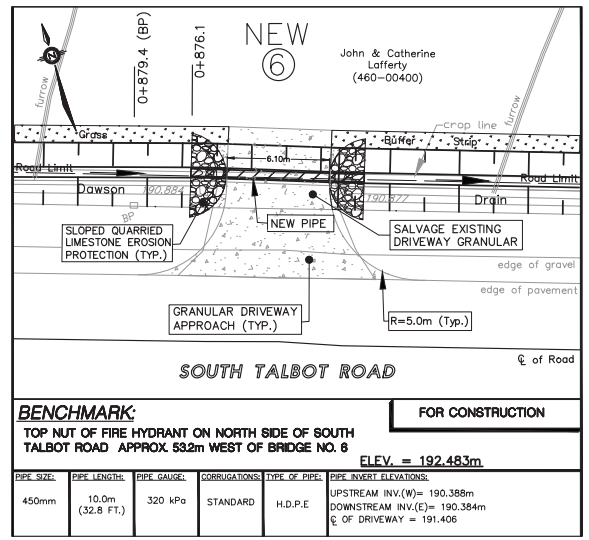 NEW
6
John & Catherine
Lafferty
(460-00400)
0+879.4 (BP)
0+876.1
N
furrow
furrow
crop line
Grass
Buffer Strip
6.10m
Road Limit
Road Limit
Dawson
190.884
190.877
Drain
BP
NEW PIPE
SLOPED QUARRIED
LIMESTONE EROSION
PROTECTION (TYP.)
SALVAGE EXISTING
DRIVEWAY GRANULAR
edge of gravel
edge of pavement
GRANULAR DRIVEWAY
APPROACH (TYP.)
R=5.0m (Typ.)
℄ of Road
SOUTH TALBOT ROAD
BENCHMARK:
TOP NUT OF FIRE HYDRANT ON NORTH SIDE OF SOUTH
TALBOT ROAD APPROX. 53.2m WEST OF BRIDGE NO. 6
FOR CONSTRUCTION
ELEV. = 192.483m
PIPE SIZE:
450mm
PIPE LENGTH:
10.0m
(32.8 FT.)
PIPE GAUGE:
320 kPa
CORRUGATIONS:
STANDARD
TYPE OF PIPE:
H.D.P.E
PIPE INVERT ELEVATIONS:
UPSTREAM INV.(W)= 190.388m
DOWNSTREAM INV.(E)= 190.384m
℄ OF DRIVEWAY = 191.406